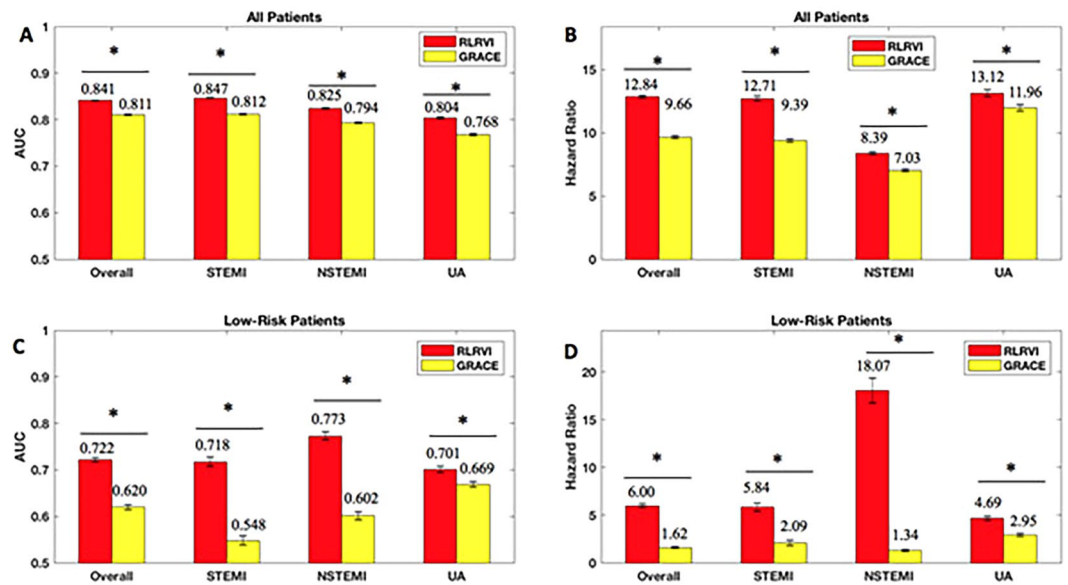 A
All Patients
AUC
1
0.9
0.8
0.7
0.6
0.5
RLRVI
GRACE
*
*
*
*
0.841
0.811
0.847
0.812
0.825
0.794
0.804
0.768
Overall
STEMI
NSTEMI
UA
B
All Patients
Hazard Ratio
15
10
5
0
RLRVI
GRACE
*
*
*
*
12.84
9.66
12.71
9.39
8.39
7.03
13.12
11.96
Overall
STEMI
NSTEMI
UA
C
Low-Risk Patients
AUC
1
0.9
0.8
0.7
0.6
0.5
RLRVI
GRACE
*
*
*
*
0.722
0.620
0.718
0.548
0.773
0.602
0.701
0.669
Overall
STEMI
NSTEMI
UA
D
Low-Risk Patients
Hazard Ratio
20
15
10
5
0
RLRVI
GRACE
*
*
*
*
6.00
1.62
5.84
2.09
18.07
1.34
4.69
2.95
Overall
STEMI
NSTEMI
UA